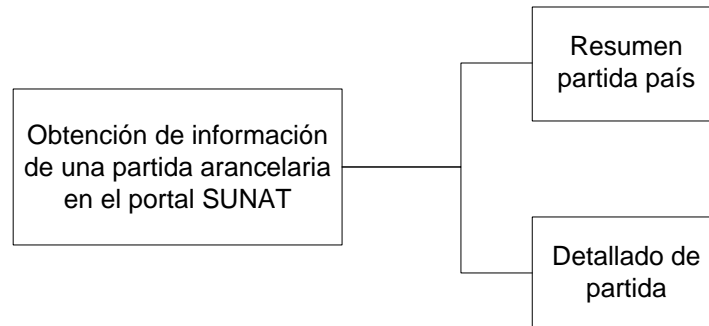 Obtención de información
de una partida arancelaria
en el portal SUNAT
Resumen
partida país
Detallado de
partida